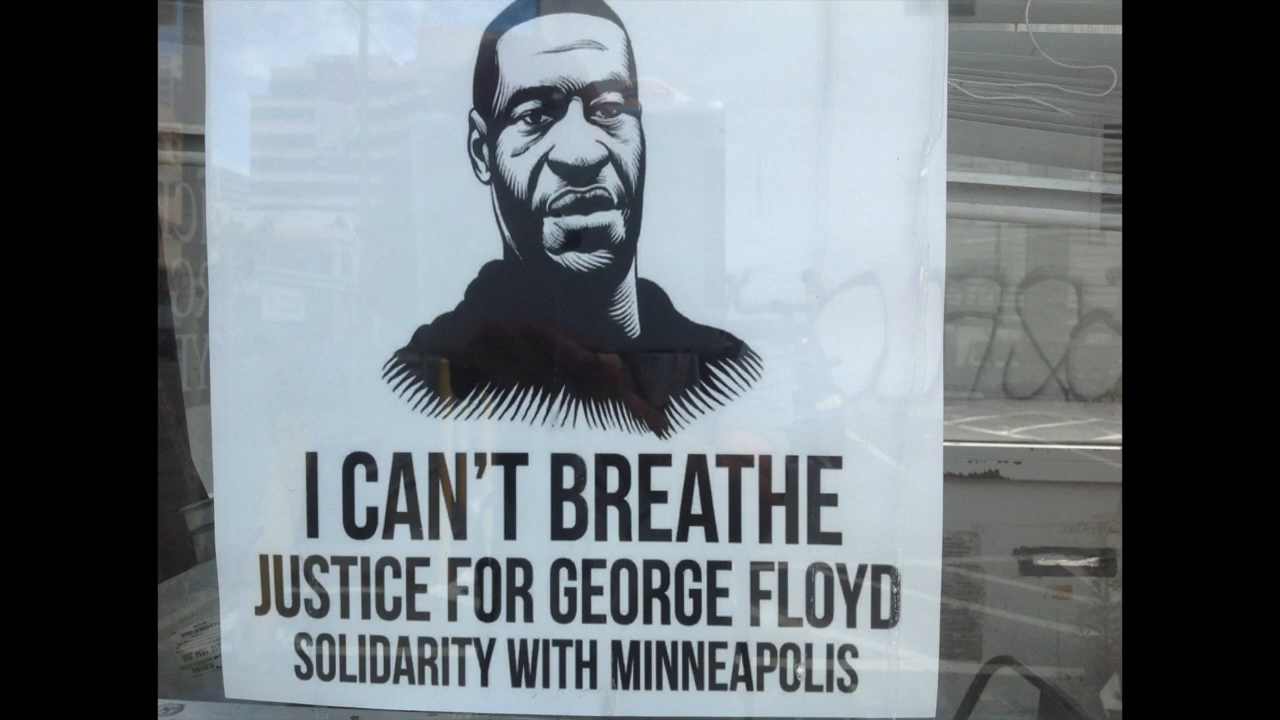 I CAN'T BREATHE
JUSTICE FOR GEORGE FLOYD
SOLIDARITY WITH MINNEAPOLIS